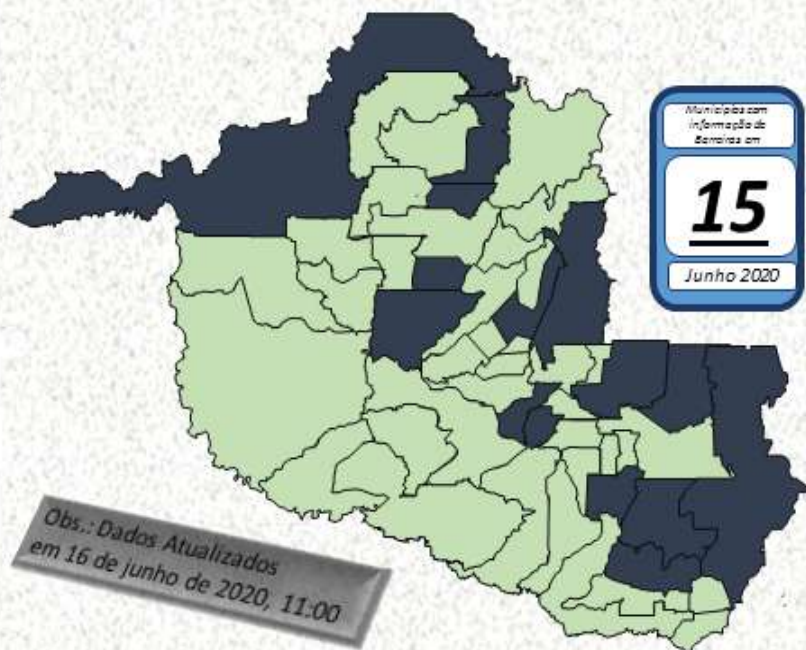 Municípios com
informação de
Barreiras em
15
Junho 2020
Obs.: Dados Atualizados
em 16 de junho de 2020, 11:00